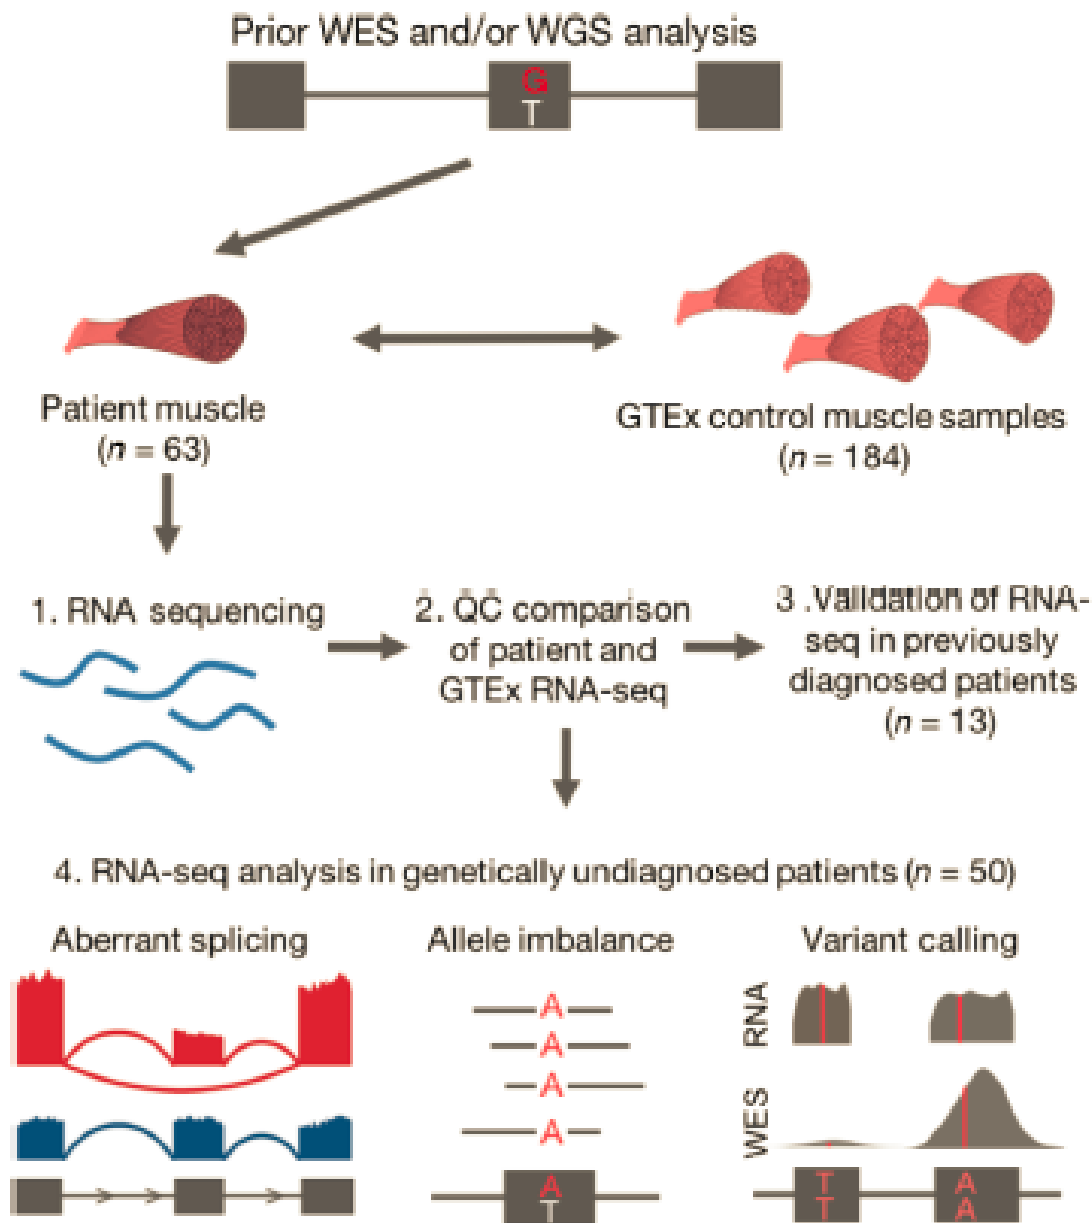 Prior WES and/or WGS analysis
G
T
Patient muscle
(n = 63)
GTEx control muscle samples
(n = 184)
1. RNA sequencing
2. QC comparison
of patient and
GTEx RNA-seq
3 .Validation of RNA-
seq in previously
diagnosed patients
(n = 13)
4. RNA-seq analysis in genetically undiagnosed patients (n = 50)
Aberrant splicing
Allele imbalance
A
A
A
A
A
T
Variant calling
RNA
WES
T
T
A
A